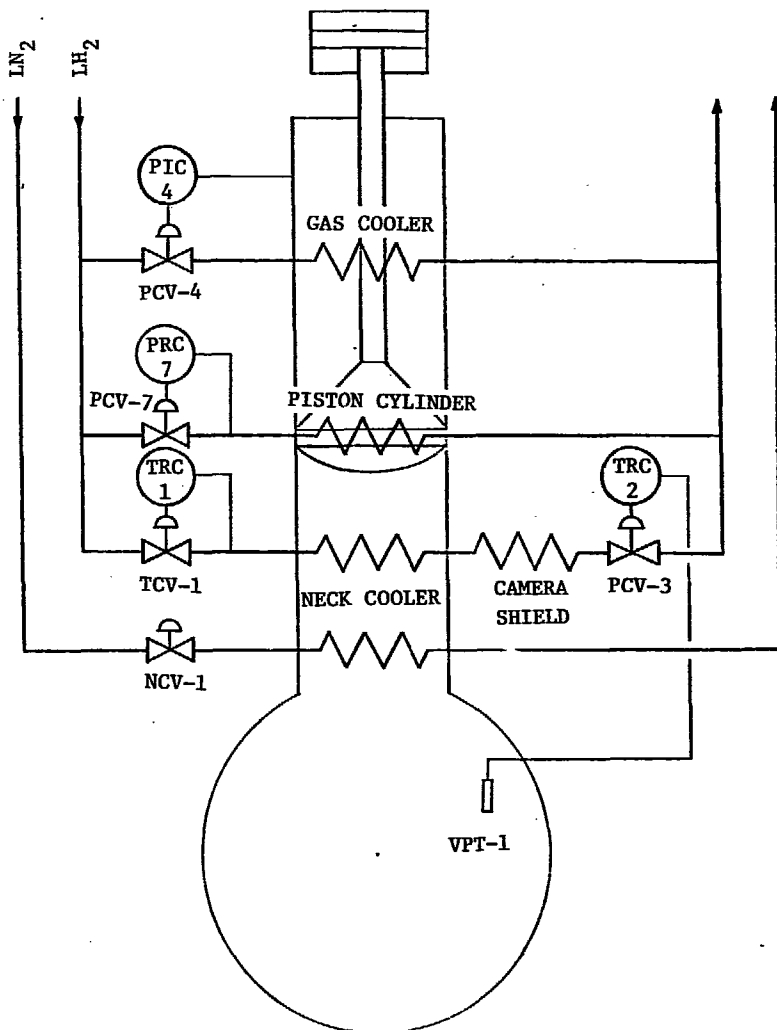 LN2
LH2
PIC
4
GAS COOLER
PCV-4
PRC
7
PCV-7
PISTON CYLINDER
TRC
1
TRC
2
TCV-1
NECK COOLER
CAMERA
SHIELD
PCV-3
NCV-1
VPT-1